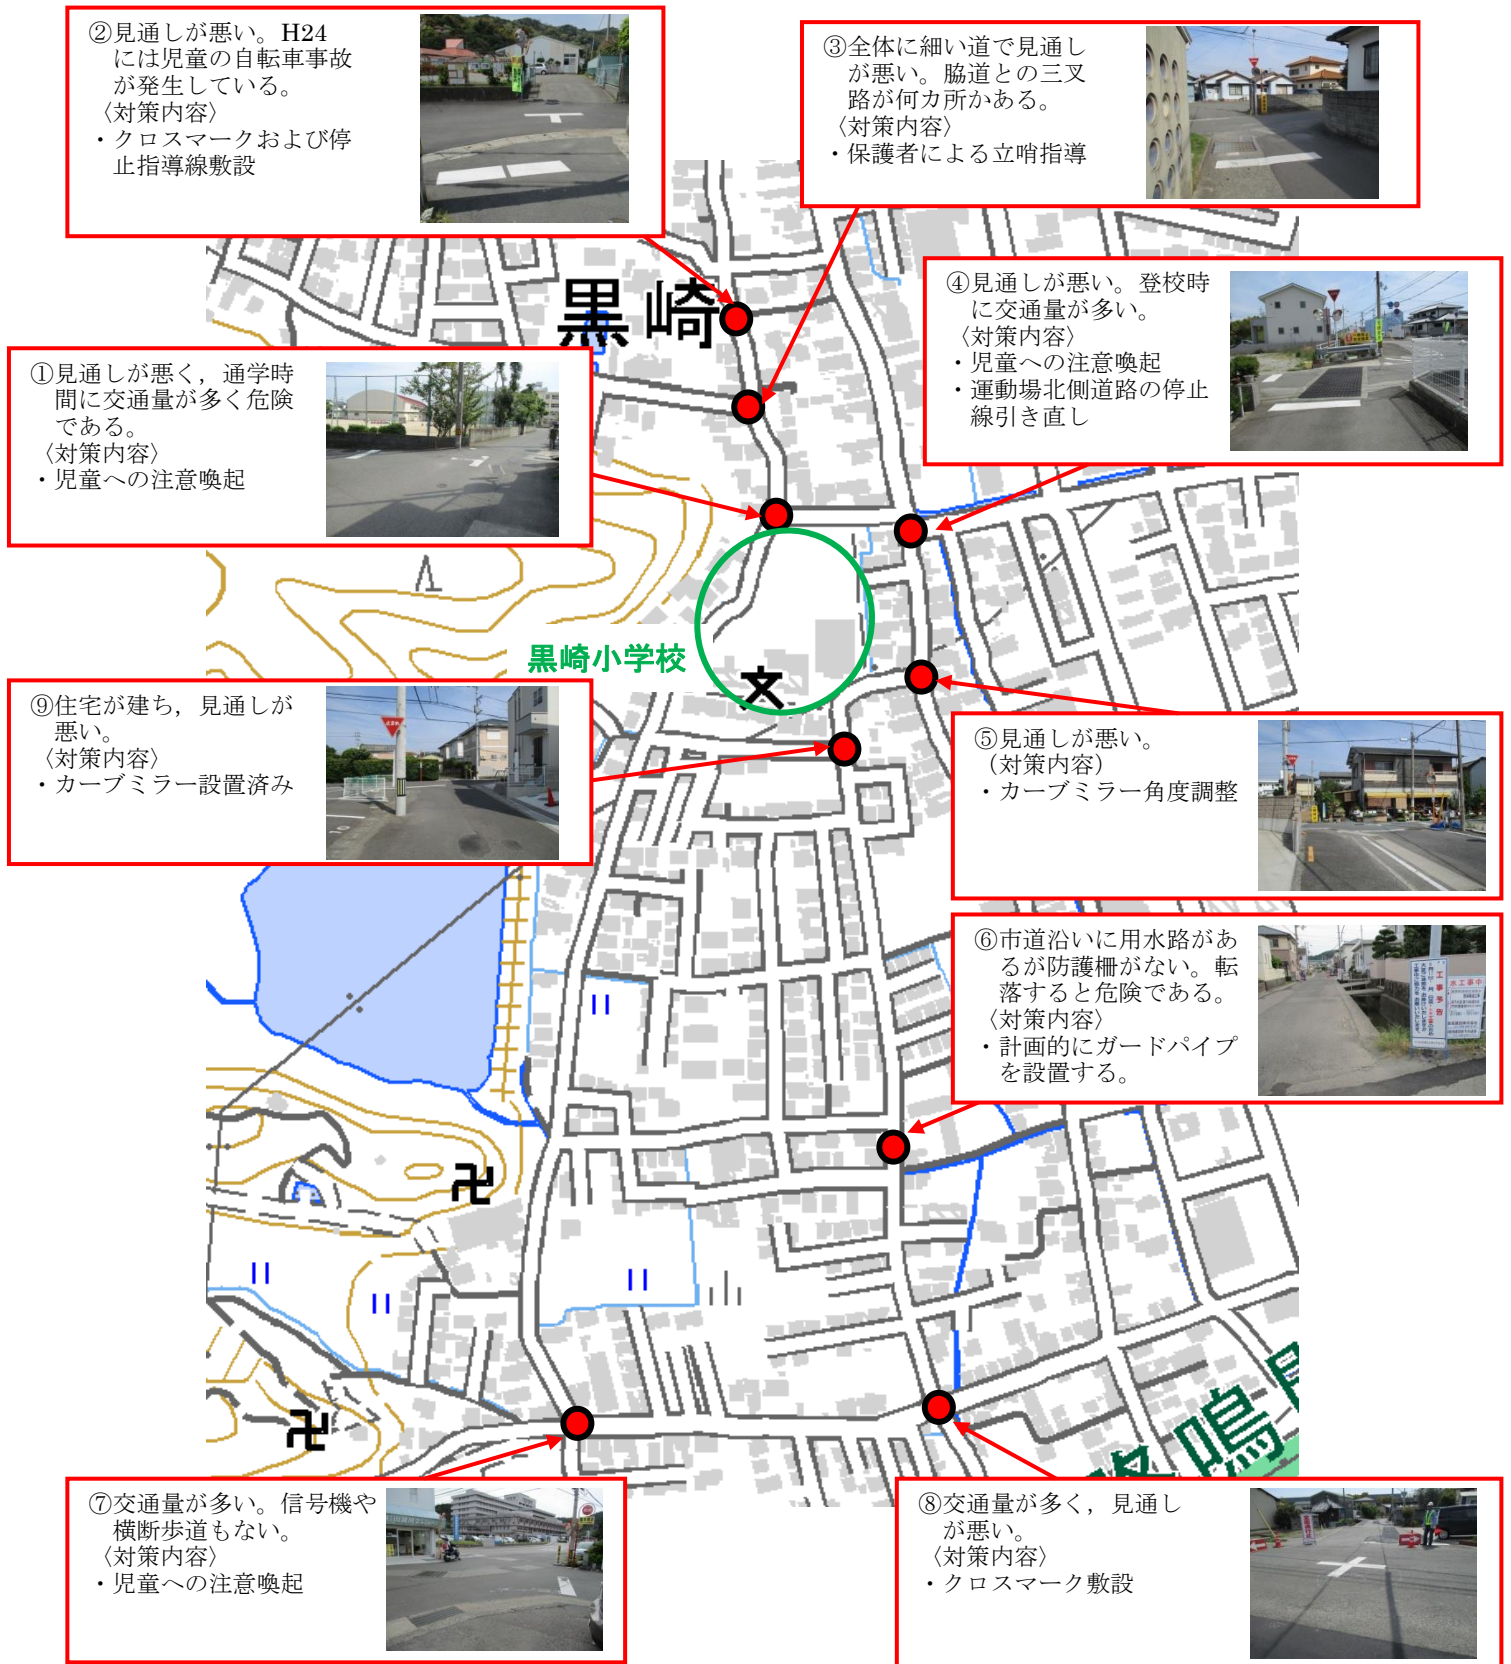 ②見通しが悪い。H24
には児童の自転車事故
が発生している。
〈対策内容〉
・クロスマークおよび停
止指導線敷設
③全体に細い道で見通し
が悪い。脇道との三叉
路が何カ所かある。
〈対策内容〉
・保護者による立哨指導
黒崎
④見通しが悪い。登校時
に交通量が多い。
〈対策内容〉
・児童への注意喚起
・運動場北側道路の停止
線引き直し
①見通しが悪く，通学時
間に交通量が多く危険
である。
〈対策内容〉
・児童への注意喚起
黒崎小学校
文
⑨住宅が建ち，見通しが
悪い。
〈対策内容〉
・カーブミラー設置済み
⑤見通しが悪い。
（対策内容）
・カーブミラー角度調整
⑥市道沿いに用水路があ
るが防護柵がない。転
落すると危険である。
〈対策内容〉
・計画的にガードパイプ
を設置する。
工事予告
水工事中
鳴
⑦交通量が多い。信号機や
横断歩道もない。
〈対策内容〉
・児童への注意喚起
⑧交通量が多く，見通し
が悪い。
〈対策内容〉
・クロスマーク敷設